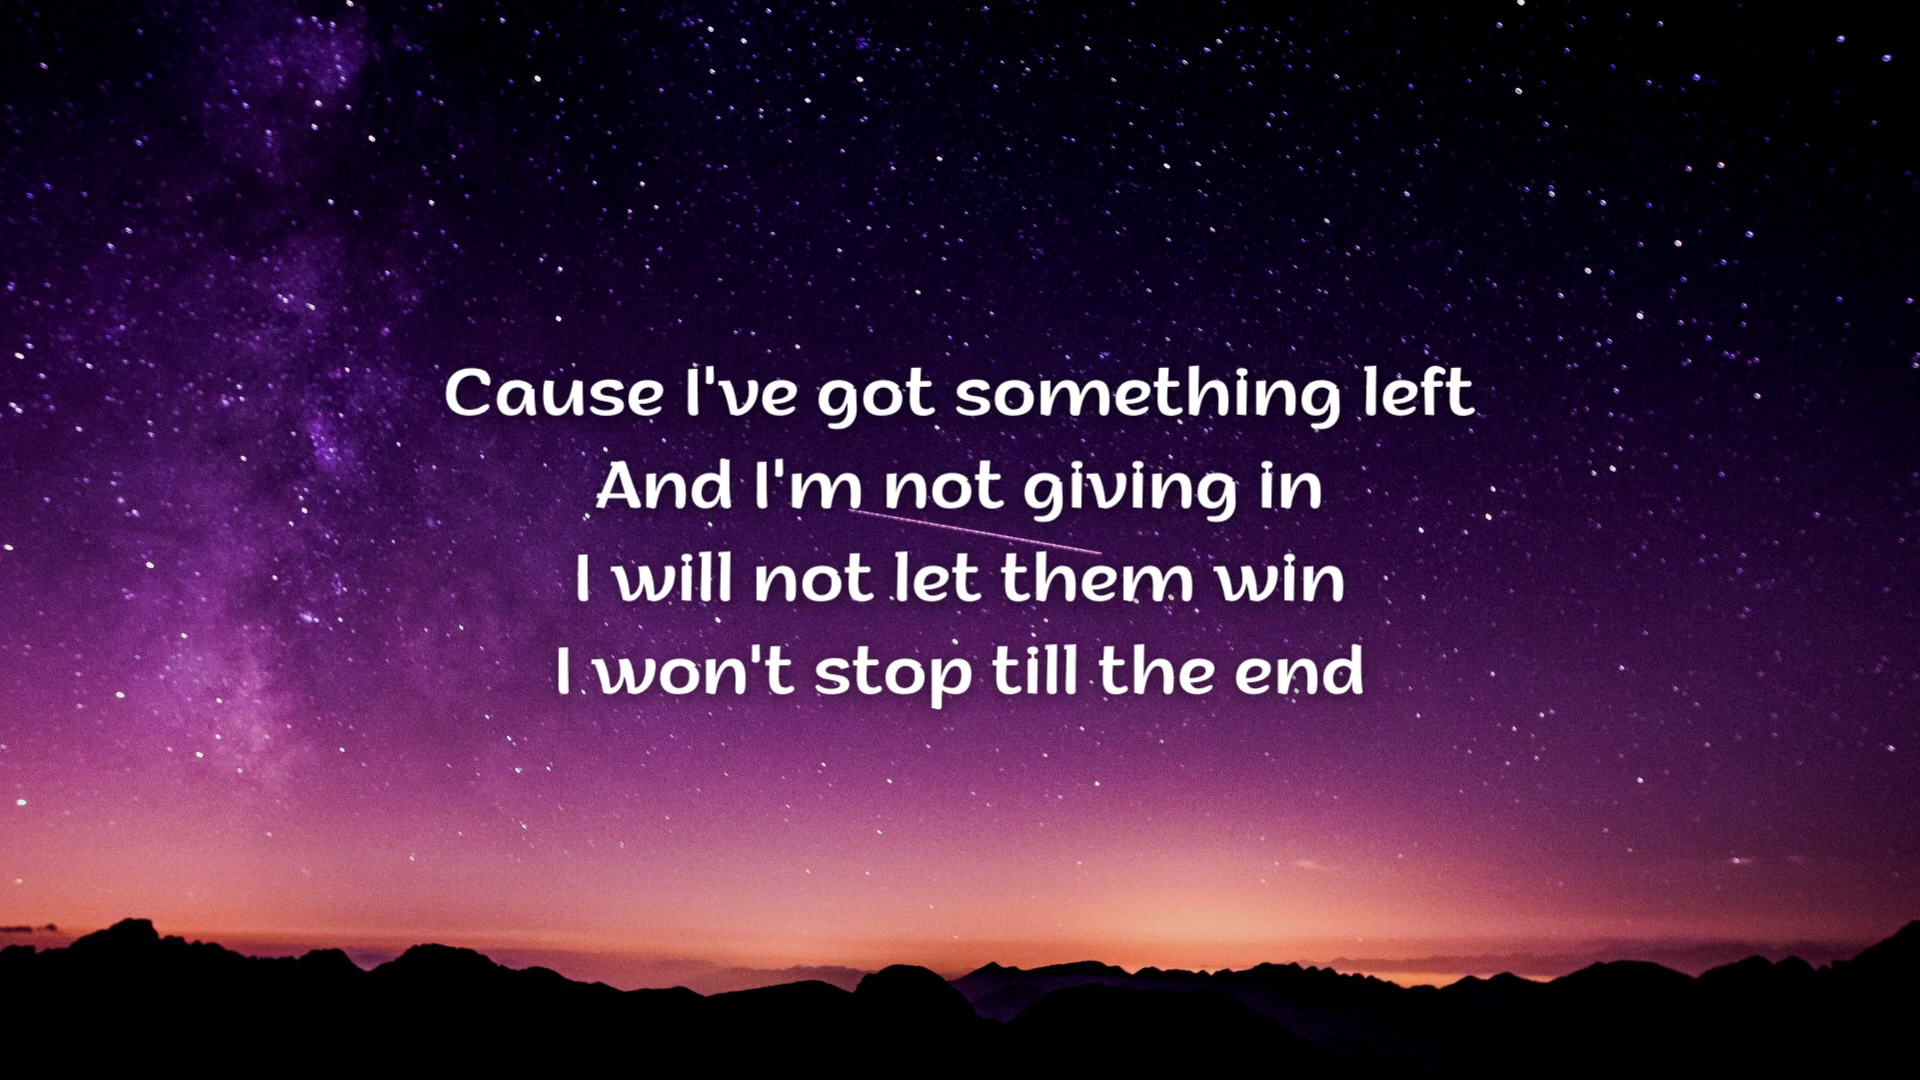 Cause I've got something left
And I'm not giving in
I will not let them win
I won't stop till the end